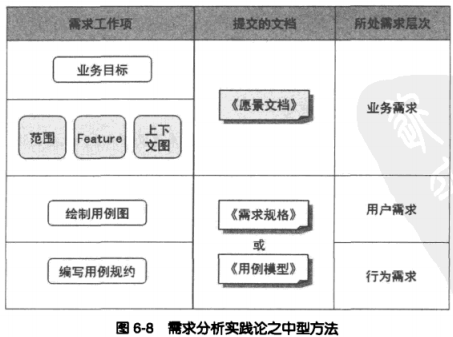 需求工作项 提交的文档 所处需求层次
业务目标
《愿景文档》 业务需求
范围 Feature 上下
文图
绘制用例图 《需求规格》 用户需求
或
编写用例规约 《用例模型》 行为需求
图 6-8 需求分析实践论之中型方法